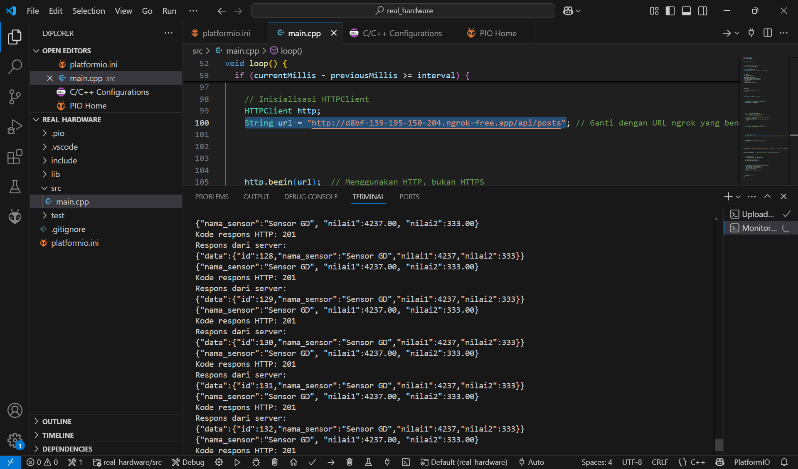 File Edit Selection View Go Run ··· real_hardware
EXPLORER ···
OPEN EDITORS
platformio.ini
main.cpp src
C/C++ Configurations
PIO Home
REAL HARDWARE
.pio
.vscode
include
lib
src
main.cpp
test
.gitignore
platformio.ini
OUTLINE
TIMELINE
DEPENDENCIES
platformio.ini main.cpp C/C++ Configurations PIO Home
src > main.cpp > loop()
52 void loop() {
59 if (currentMillis - previousMillis >= interval) {
97
98 // Inisialisasi HTTPClient
99 HTTPClient http;
100 String url = "http://d8bf-139-195-150-204.ngrok-free.app/api/posts"; // Ganti dengan URL ngrok yang ben
101
102
103
104
105 http.begin(url); // Menggunakan HTTP, bukan HTTPS
PROBLEMS OUTPUT DEBUG CONSOLE TERMINAL PORTS
{"nama_sensor":"Sensor GD", "nilai1":4237.00, "nilai2":333.00}
Kode respons HTTP: 201
Respons dari server:
{"data":{"id":128,"nama_sensor":"Sensor GD","nilai1":4237,"nilai2":333}}
{"nama_sensor":"Sensor GD", "nilai1":4237.00, "nilai2":333.00}
Kode respons HTTP: 201
Respons dari server:
{"data":{"id":129,"nama_sensor":"Sensor GD","nilai1":4237,"nilai2":333}}
{"nama_sensor":"Sensor GD", "nilai1":4237.00, "nilai2":333.00}
Kode respons HTTP: 201
Respons dari server:
{"data":{"id":130,"nama_sensor":"Sensor GD","nilai1":4237,"nilai2":333}}
{"nama_sensor":"Sensor GD", "nilai1":4237.00, "nilai2":333.00}
Kode respons HTTP: 201
Respons dari server:
{"data":{"id":131,"nama_sensor":"Sensor GD","nilai1":4237,"nilai2":333}}
{"nama_sensor":"Sensor GD", "nilai1":4237.00, "nilai2":333.00}
Kode respons HTTP: 201
Respons dari server:
{"data":{"id":132,"nama_sensor":"Sensor GD","nilai1":4237,"nilai2":333}}
{"nama_sensor":"Sensor GD", "nilai1":4237.00, "nilai2":333.00}
Kode respons HTTP: 201
Upload...
Monitor...
1
0 0 1 real hardware/src Debug Default (real hardware) Auto Spaces: 4 UTF-8 CRLF {} C++ PlatformIO